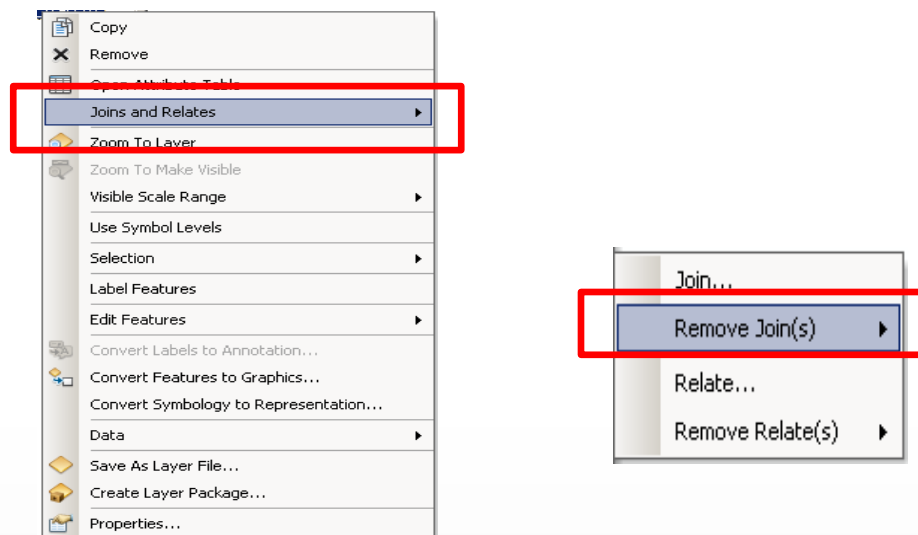 Copy
Remove
Open Attribute Table
Joins and Relates
Zoom To Layer
Zoom To Make Visible
Visible Scale Range
Use Symbol Levels
Selection
Label Features
Edit Features
Convert Labels to Annotation...
Convert Features to Graphics...
Convert Symbology to Representation...
Data
Save As Layer File...
Create Layer Package...
Properties...
Join...
Remove Join(s)
Relate...
Remove Relate(s)